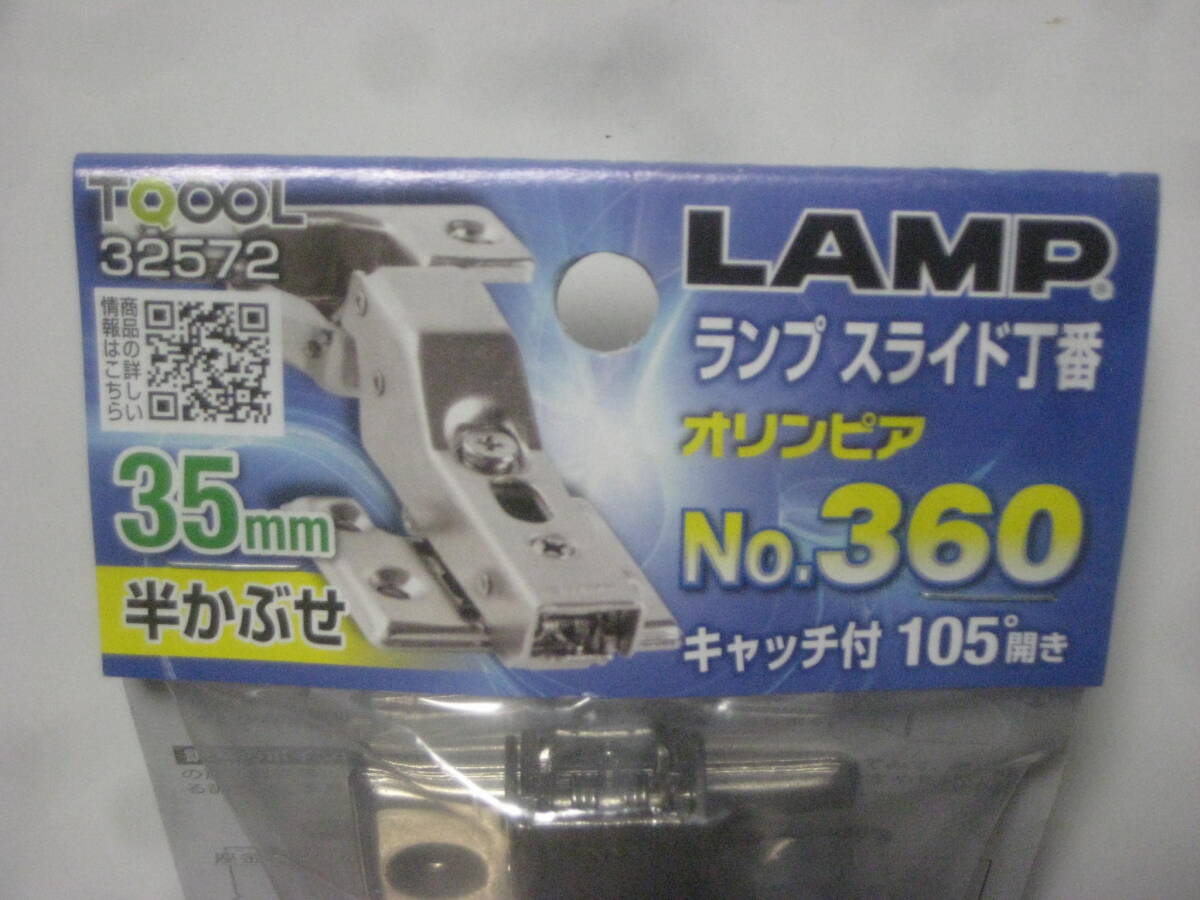 TQOOL
32572
商品の詳しい
情報はこちら
35mm
半かぶせ
LAMP®
ランプ スライド丁番
オリンピア
No.360
キャッチ付 105°開き